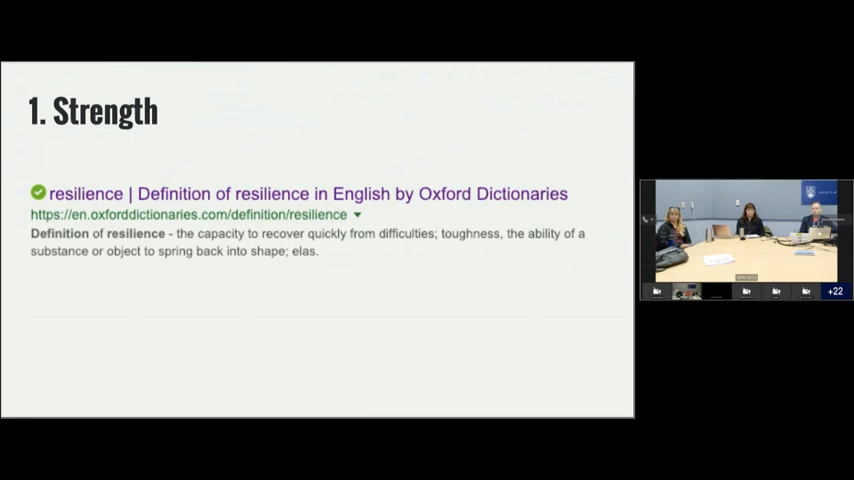 1. Strength
resilience | Definition of resilience in English by Oxford Dictionaries
https://en.oxforddictionaries.com/definition/resilience
Definition of resilience - the capacity to recover quickly from difficulties; toughness, the ability of a
substance or object to spring back into shape; elas.
UBC
+22